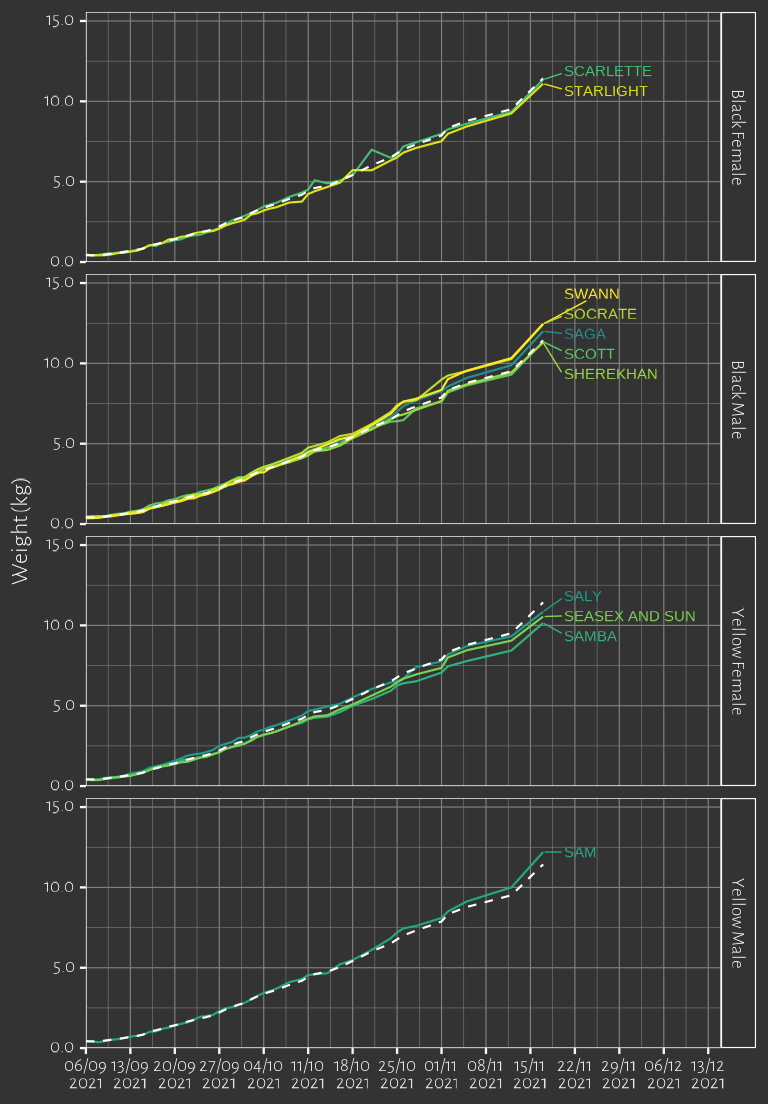 15.0
10.0
5.0
0.0
SCARLETTE
STARLIGHT
Black Female
15.0
10.0
5.0
0.0
SWANN
SOCRATE
SAGA
SCOTT
SHEREKHAN
Black Male
Weight (kg)
15.0
10.0
5.0
0.0
SALY
SEASEX AND SUN
SAMBA
Yellow Female
15.0
10.0
5.0
0.0
SAM
Yellow Male
06/09 13/09 20/09 27/09 04/10 11/10 18/10 25/10 01/11 08/11 15/11 22/11 29/11 06/12 13/12
2021 2021 2021 2021 2021 2021 2021 2021 2021 2021 2021 2021 2021 2021 2021